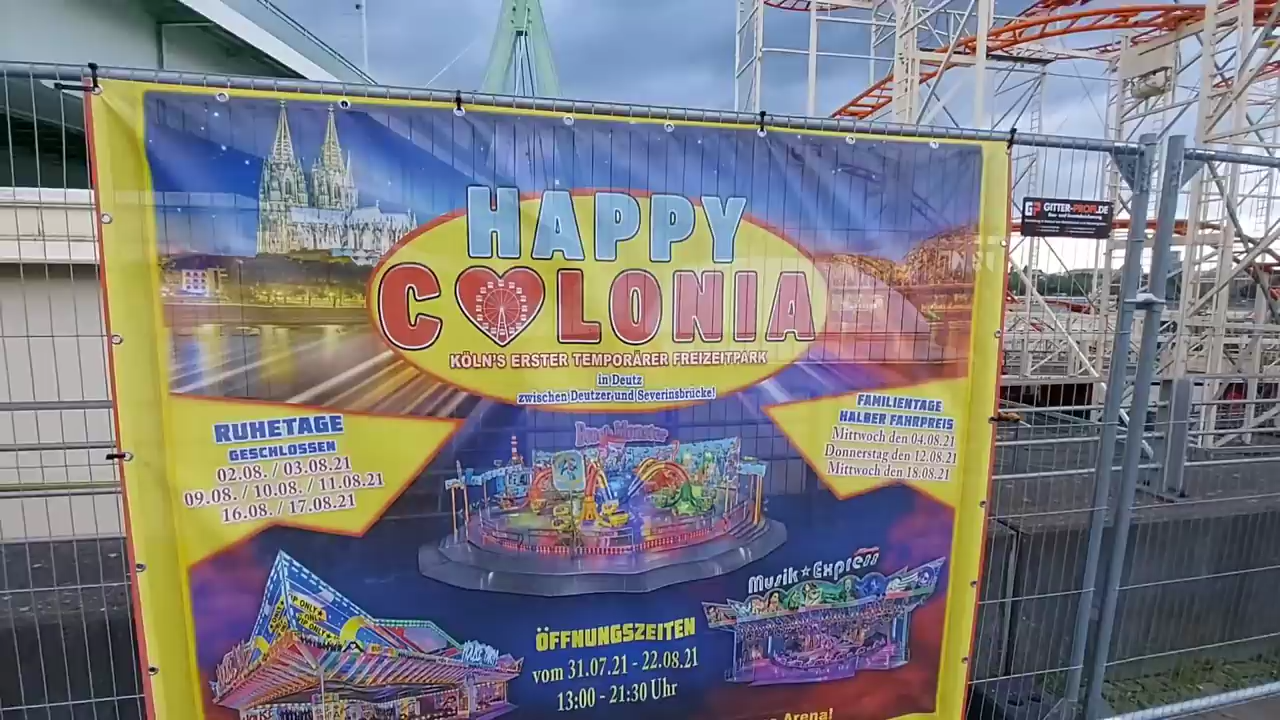 HAPPY
COLONIA
KÖLN'S ERSTER TEMPORÄRER FREIZEITPARK
in Deutz
zwischen Deutzer und Severinsbrücke!
RUHETAGE
GESCHLOSSEN
02.08. / 03.08.21
09.08. / 10.08. / 11.08.21
16.08. / 17.08.21
FAMILIENTAGE
HALBER FAHRPREIS
Mittwoch den 04.08.21
Donnerstag den 12.08.21
Mittwoch den 18.08.21
Musik Express
ÖFFNUNGSZEITEN
vom 31.07.21 - 22.08.21
13:00 - 21:30 Uhr
Arena!
GITTER-PROFI.DE